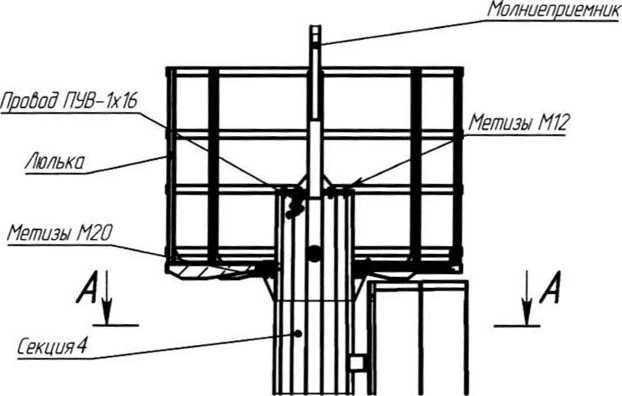 Молниеприемник
Провод ПУВ-1х16
Метизы М12
Люлька
Метизы М20
А
А
Секция 4